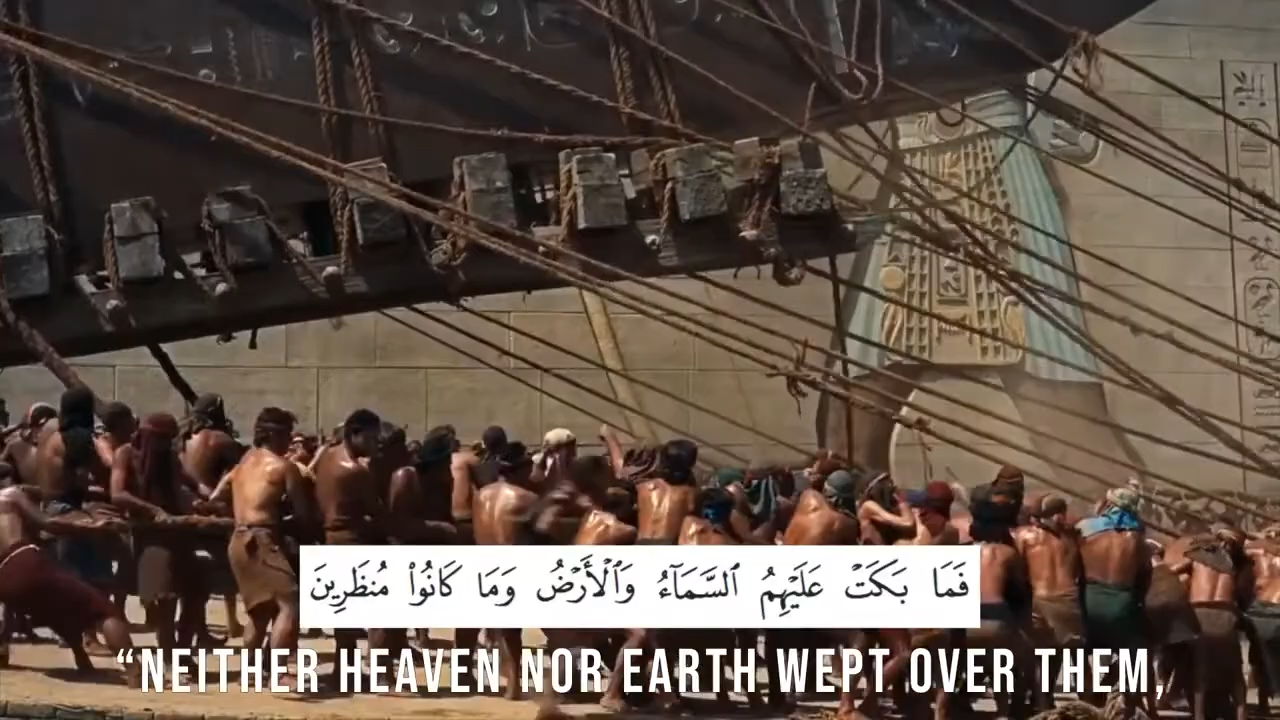 فَمَا بَكَتْ عَلَيْهِمُ ٱلسَّمَآءُ وَٱلْأَرْضُ وَمَا كَانُوا۟ مُنظَرِينَ
“NEITHER HEAVEN NOR EARTH WEPT OVER THEM,